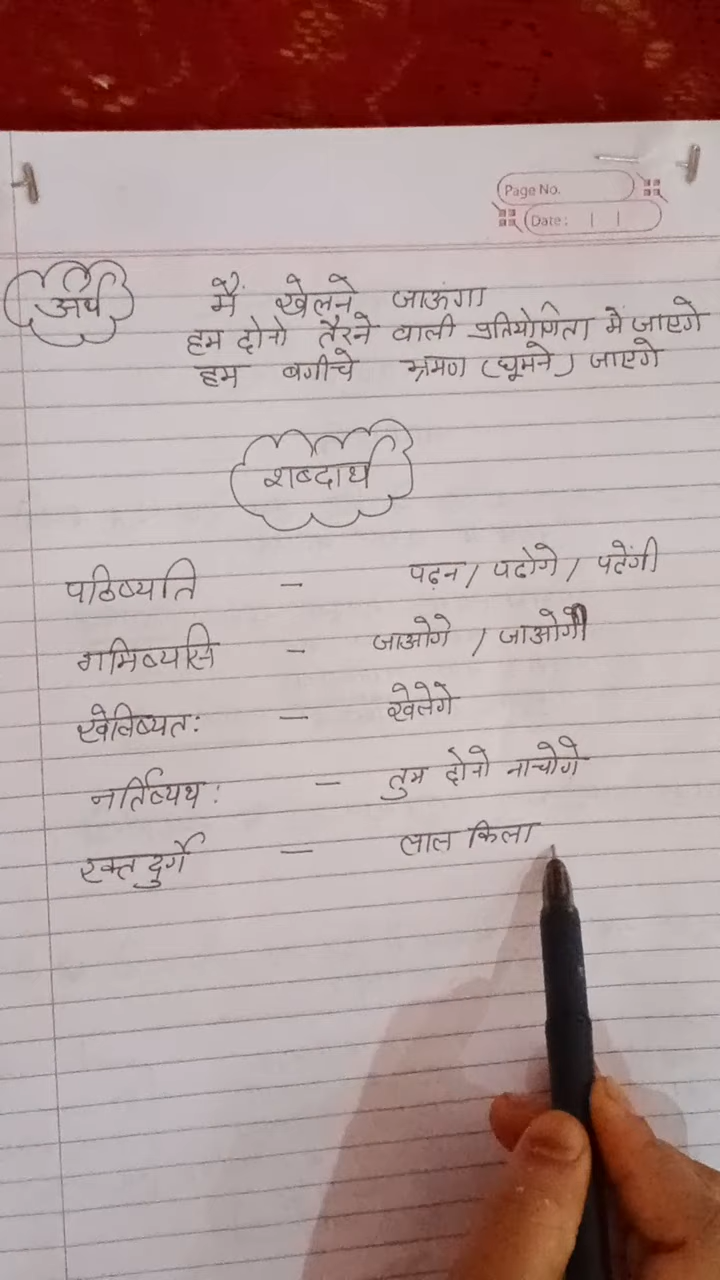 Page No.
Date :
अर्थ
मैं खेलने जाऊंगा
हम दोनो तैरने वाली प्रतियोगिता में जाएगे
हम बगीचे भ्रमण (घूमने) जाएगे
शब्दार्थ
पठिष्यति - पढ़न / पढोगे / पढेंगी
गमिष्यसि - जाओगे / जाओगी
खेलिष्यतः - खेलेगे
नर्तिष्यथः - तुम दोनो नाचोगे
रक्त दुर्गे - लाल किला